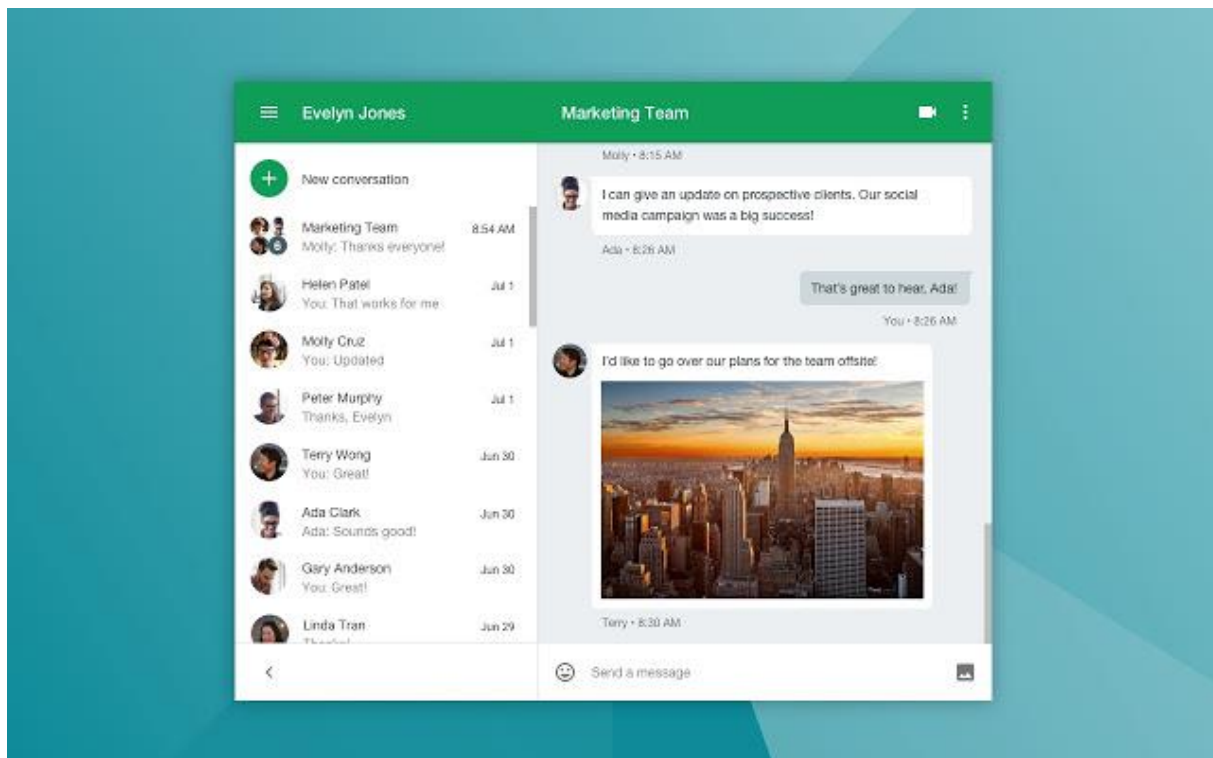 Evelyn Jones
Marketing Team
New conversation
Marketing Team
8:54 AM
Molly: Thanks everyone!
Helen Patel
Jul 1
You: That works for me
Molly Cruz
Jul 1
You: Updated
Peter Murphy
Jul 1
Thanks, Evelyn
Terry Wong
Jun 30
You: Great!
Ada Clark
Jun 30
Ada: Sounds good!
Gary Anderson
Jun 30
You: Great!
Linda Tran
Jun 29
Molly • 8:15 AM
I can give an update on prospective clients. Our social
media campaign was a big success!
Ada • 8:26 AM
That's great to hear, Ada!
You • 8:26 AM
I'd like to go over our plans for the team offsite!
Terry • 8:30 AM
Send a message